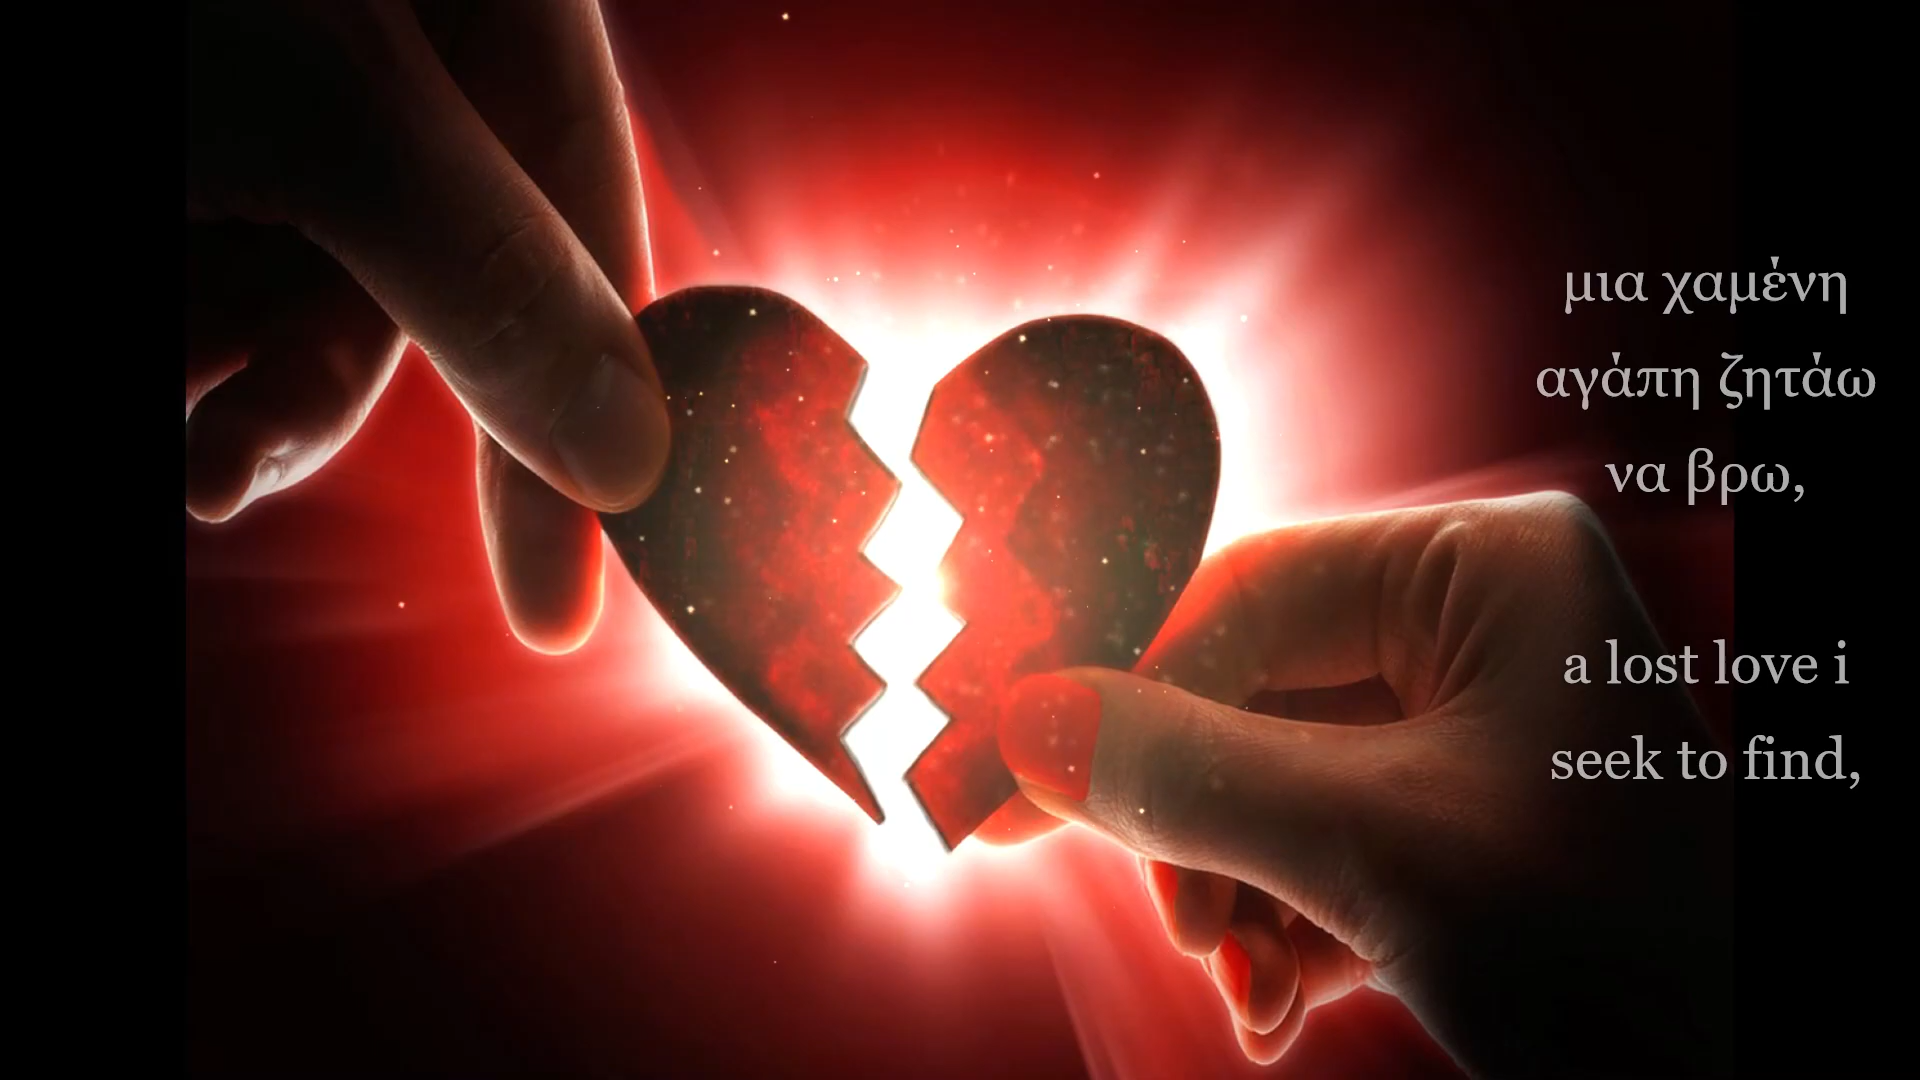 μια χαμένη
αγάπη ζητάω
να βρω,
a lost love i
seek to find,